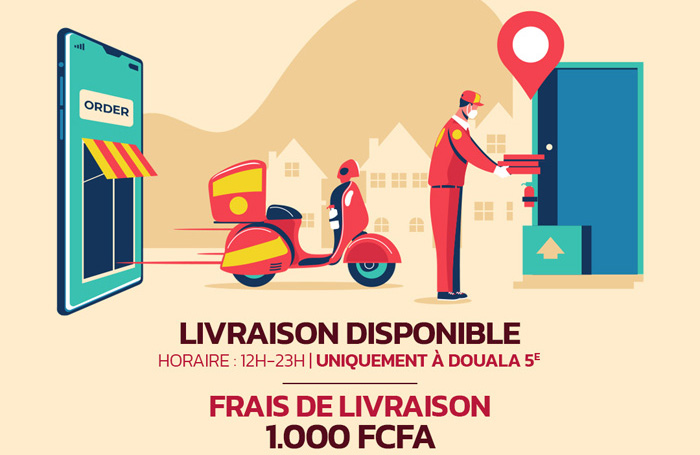 ORDER
LIVRAISON DISPONIBLE
HORAIRE : 12H-23H | UNIQUEMENT À DOUALA 5ᴱ
FRAIS DE LIVRAISON
1.000 FCFA